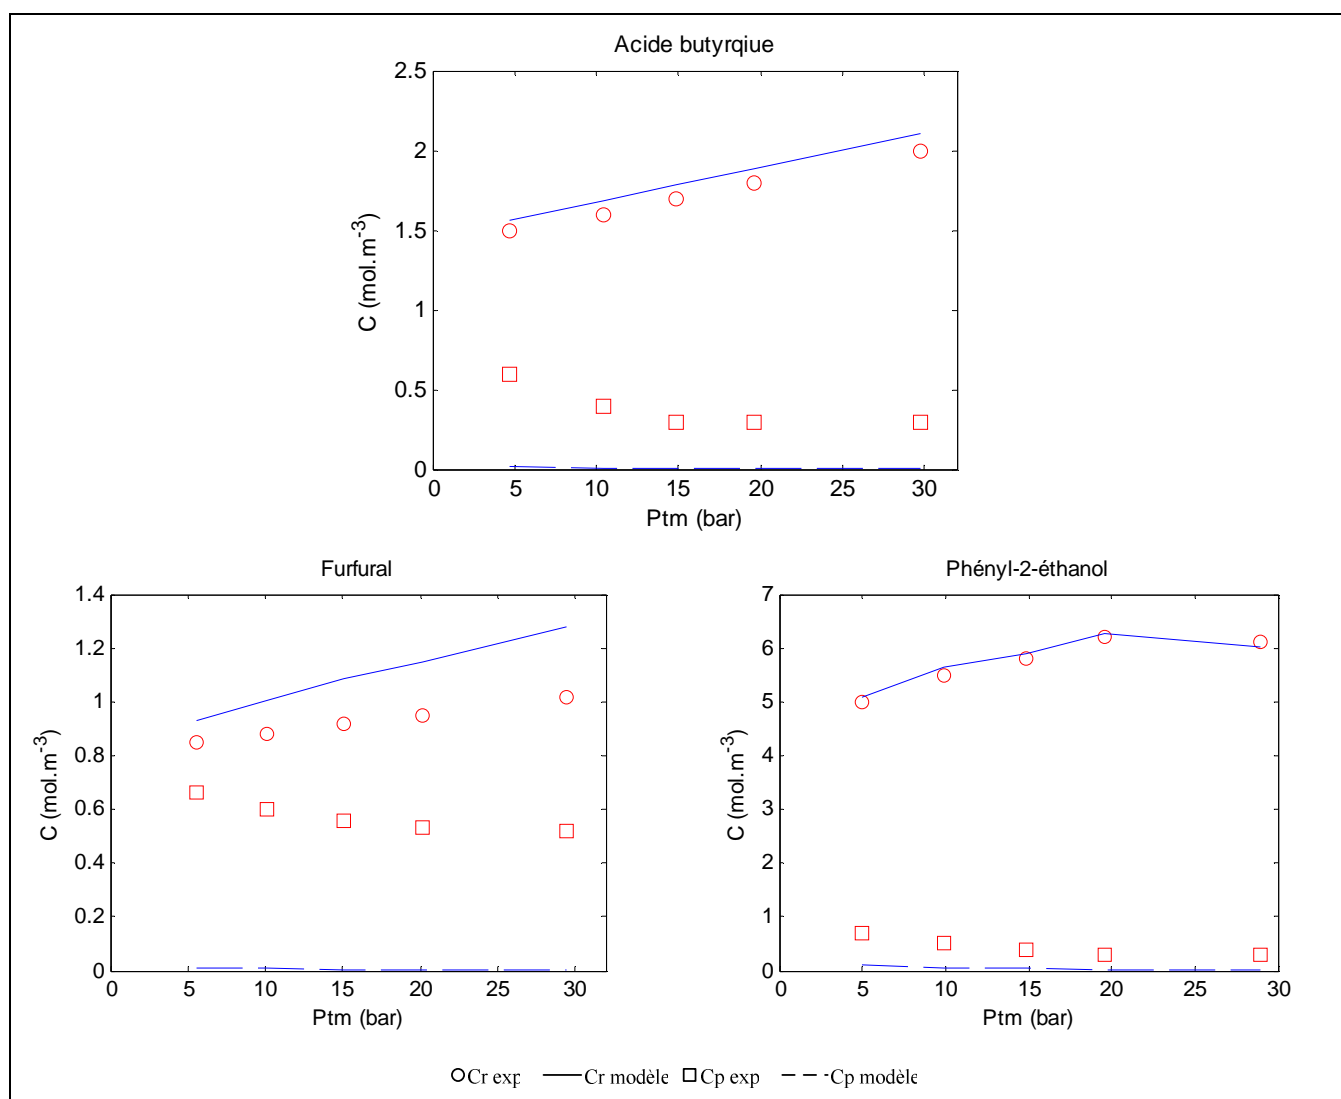 Acide butyrqiue
2.5
2
1.5
1
0.5
0
C (mol.m-3)
0 5 10 15 20 25 30
Ptm (bar)
Furfural
1.4
1.2
1
0.8
0.6
0.4
0.2
0
C (mol.m-3)
0 5 10 15 20 25 30
Ptm (bar)
Phényl-2-éthanol
7
6
5
4
3
2
1
0
C (mol.m-3)
0 5 10 15 20 25 30
Ptm (bar)
Cr exp Cr modèle Cp exp Cp modèle